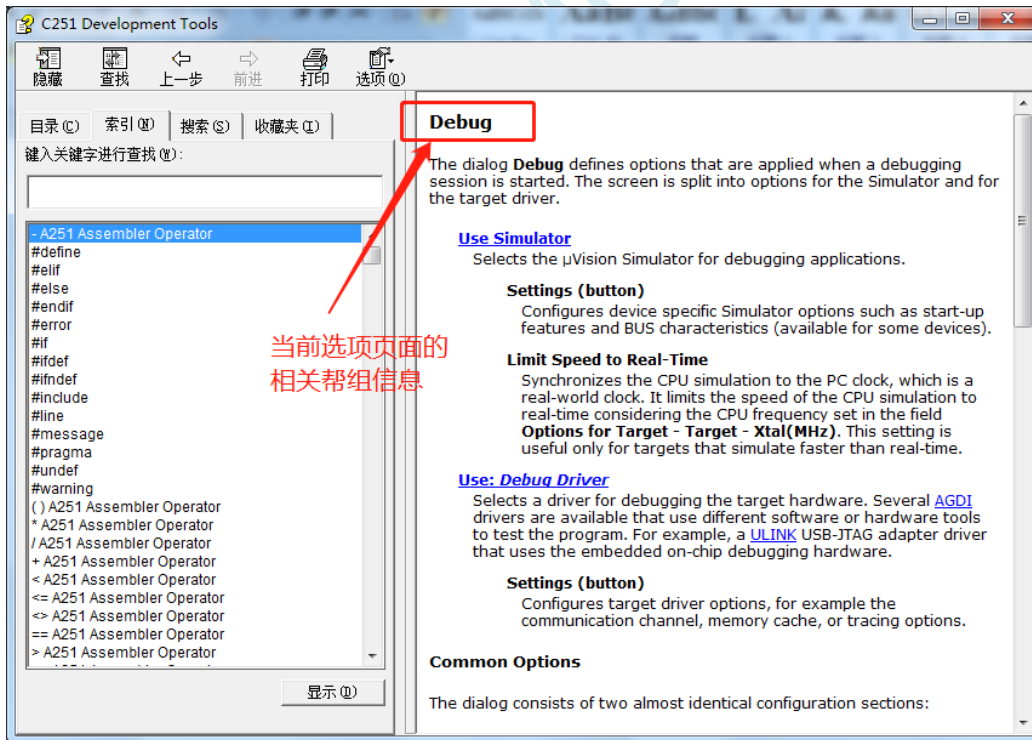 C251 Development Tools
隐藏 查找 上一步 前进 打印 选项(O)
目录(C) 索引(N) 搜索(S) 收藏夹(I)
键入关键字进行查找(W):
- A251 Assembler Operator
#define
#elif
#else
#endif
#error
#if
#ifdef
#ifndef
#include
#line
#message
#pragma
#undef
#warning
( ) A251 Assembler Operator
* A251 Assembler Operator
/ A251 Assembler Operator
+ A251 Assembler Operator
< A251 Assembler Operator
<= A251 Assembler Operator
<> A251 Assembler Operator
== A251 Assembler Operator
> A251 Assembler Operator
显示(D)
当前选项页面的
相关帮组信息
Debug
The dialog Debug defines options that are applied when a debugging
session is started. The screen is split into options for the Simulator and for
the target driver.
Use Simulator
Selects the µVision Simulator for debugging applications.
Settings (button)
Configures device specific Simulator options such as start-up
features and BUS characteristics (available for some devices).
Limit Speed to Real-Time
Synchronizes the CPU simulation to the PC clock, which is a
real-world clock. It limits the speed of the CPU simulation to
real-time considering the CPU frequency set in the field
Options for Target - Target - Xtal(MHz). This setting is
useful only for targets that simulate faster than real-time.
Use: Debug Driver
Selects a driver for debugging the target hardware. Several AGDI
drivers are available that use different software or hardware tools
to test the program. For example, a ULINK USB-JTAG adapter driver
that uses the embedded on-chip debugging hardware.
Settings (button)
Configures target driver options, for example the
communication channel, memory cache, or tracing options.
Common Options
The dialog consists of two almost identical configuration sections: